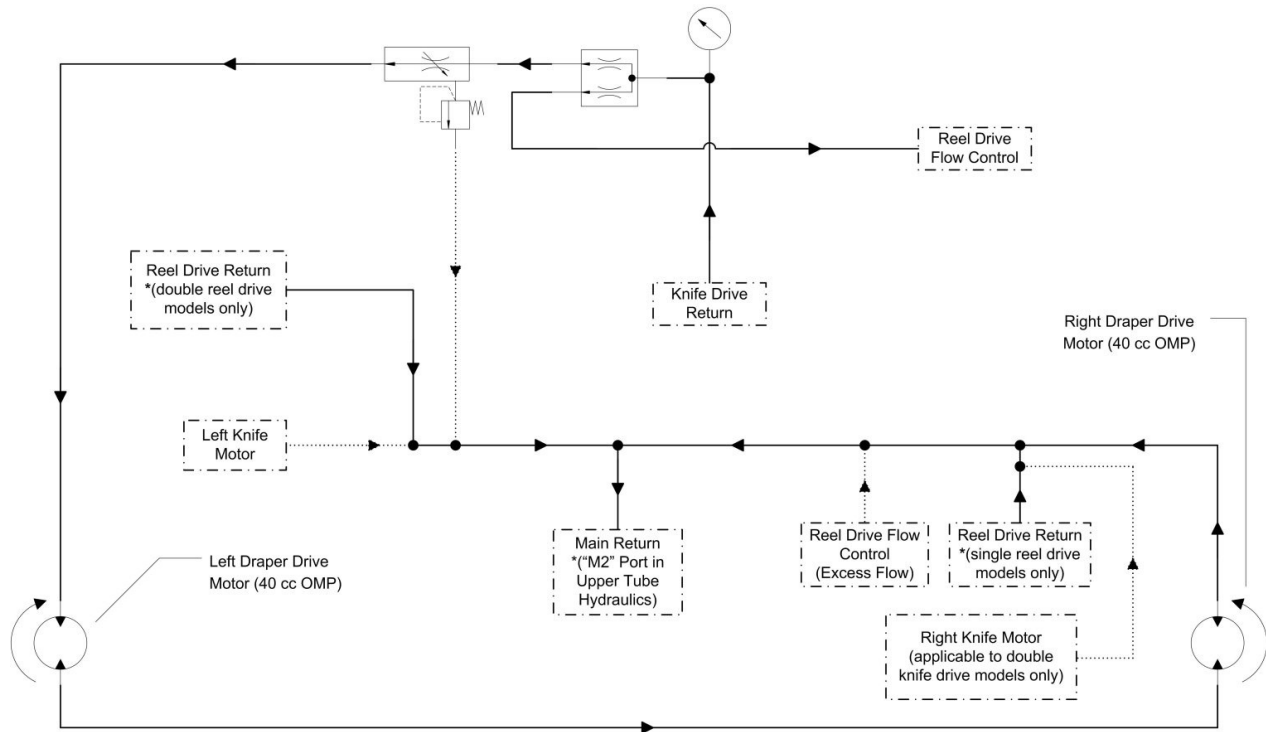 Reel Drive
Flow Control
Reel Drive Return
*(double reel drive
models only)
Knife Drive
Return
Right Draper Drive
Motor (40 cc OMP)
Left Knife
Motor
Left Draper Drive
Motor (40 cc OMP)
Main Return
*(“M2” Port in
Upper Tube
Hydraulics)
Reel Drive Flow
Control
(Excess Flow)
Reel Drive Return
*(single reel drive
models only)
Right Knife Motor
(applicable to double
knife drive models only)